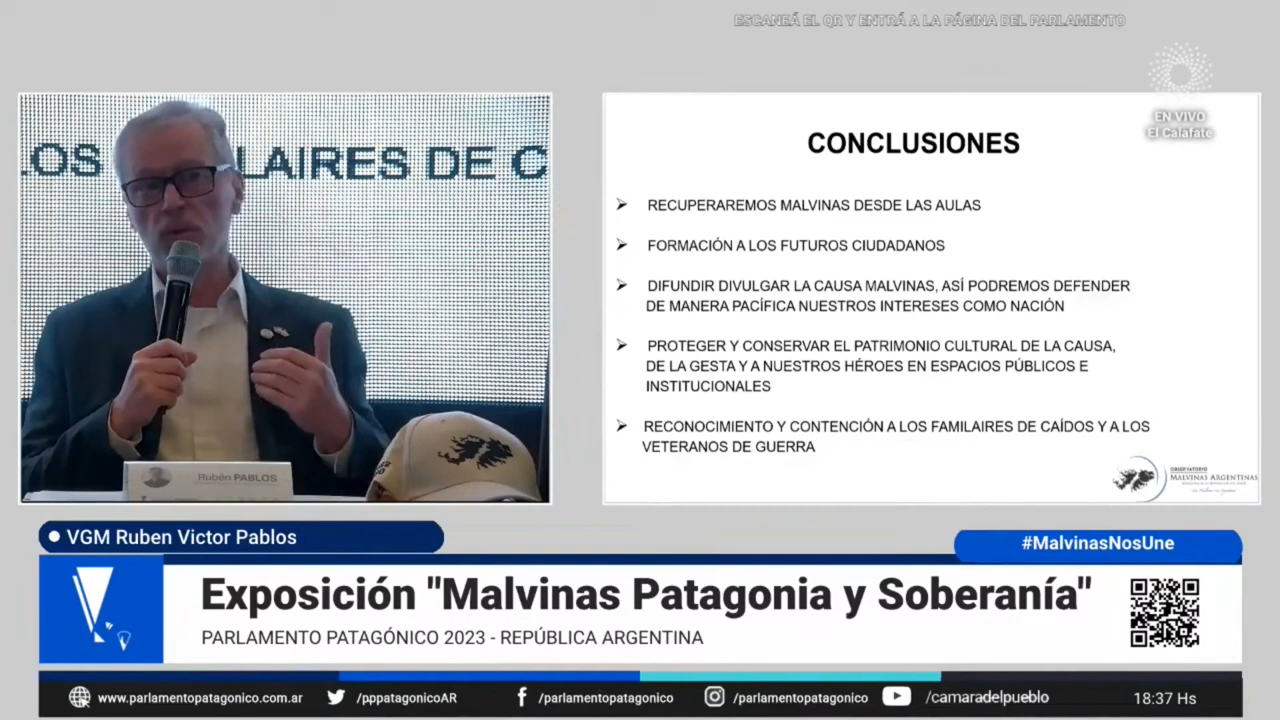 ESCANEÁ EL QR Y ENTRÁ A LA PÁGINA DEL PARLAMENTO
EN VIVO
El Calafate
LOS LAIRES DE C
Rubén PABLOS
CONCLUSIONES
➢ RECUPERAREMOS MALVINAS DESDE LAS AULAS
➢ FORMACIÓN A LOS FUTUROS CIUDADANOS
➢ DIFUNDIR DIVULGAR LA CAUSA MALVINAS, ASÍ PODREMOS DEFENDER
DE MANERA PACÍFICA NUESTROS INTERESES COMO NACIÓN
➢ PROTEGER Y CONSERVAR EL PATRIMONIO CULTURAL DE LA CAUSA,
DE LA GESTA Y A NUESTROS HÉROES EN ESPACIOS PÚBLICOS E
INSTITUCIONALES
➢ RECONOCIMIENTO Y CONTENCIÓN A LOS FAMILAIRES DE CAÍDOS Y A LOS
VETERANOS DE GUERRA
OBSERVATORIO
MALVINAS ARGENTINAS
VGM Ruben Victor Pablos
#MalvinasNosUne
Exposición "Malvinas Patagonia y Soberanía"
PARLAMENTO PATAGÓNICO 2023 - REPÚBLICA ARGENTINA
www.parlamentopatagonico.com.ar /pppatagonicoAR /parlamentopatagonico /parlamentopatagonico /camaradelpueblo 18:37 Hs